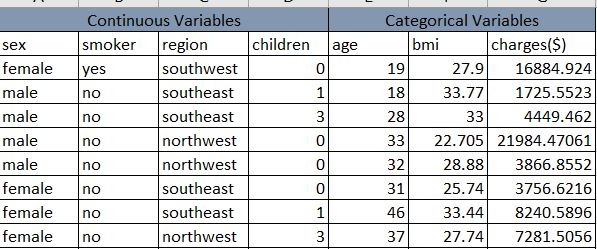 Continuous Variables Categorical Variables
sex smoker region children age bmi charges($)
female yes southwest 0 19 27.9 16884.924
male no southeast 1 18 33.77 1725.5523
male no southeast 3 28 33 4449.462
male no northwest 0 33 22.705 21984.47061
male no northwest 0 32 28.88 3866.8552
female no southeast 0 31 25.74 3756.6216
female no southeast 1 46 33.44 8240.5896
female no northwest 3 37 27.74 7281.5056